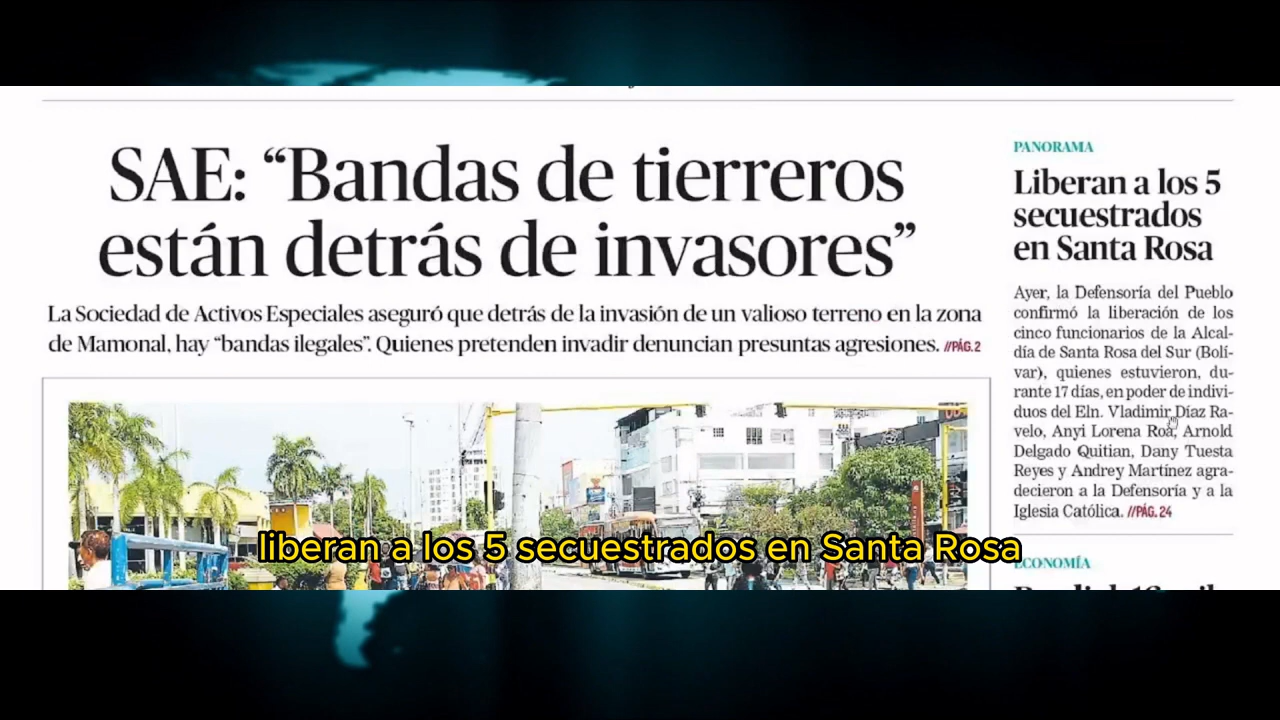 SAE: “Bandas de tierreros
están detrás de invasores”
La Sociedad de Activos Especiales aseguró que detrás de la invasión de un valioso terreno en la zona
de Mamonal, hay “bandas ilegales”. Quienes pretenden invadir denuncian presuntas agresiones. //PÁG. 2
PANORAMA
Liberan a los 5
secuestrados
en Santa Rosa
Ayer, la Defensoría del Pueblo
confirmó la liberación de los
cinco funcionarios de la Alcal-
día de Santa Rosa del Sur (Bolí-
var), quienes estuvieron, du-
rante 17 días, en poder de indivi-
duos del Eln. Vladimir Díaz Ra-
velo, Anyi Lorena Roa, Arnold
Delgado Quitian, Dany Tuesta
Reyes y Andrey Martínez agra-
decieron a la Defensoría y a la
Iglesia Católica. //PÁG. 24
ECONOMÍA
liberan a los 5 secuestrados en Santa Rosa